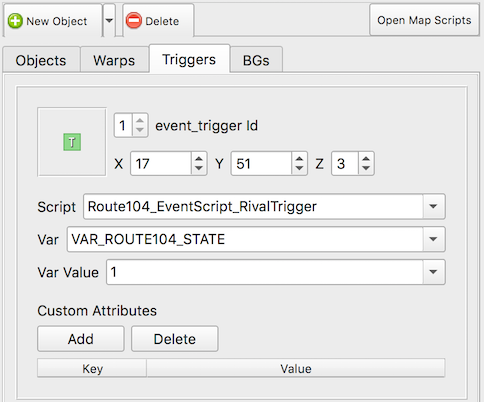 New Object Delete Open Map Scripts
Objects Warps Triggers BGs
T
1 event_trigger Id
X 17 Y 51 Z 3
Script Route104_EventScript_RivalTrigger
Var VAR_ROUTE104_STATE
Var Value 1
Custom Attributes
Add Delete
Key Value